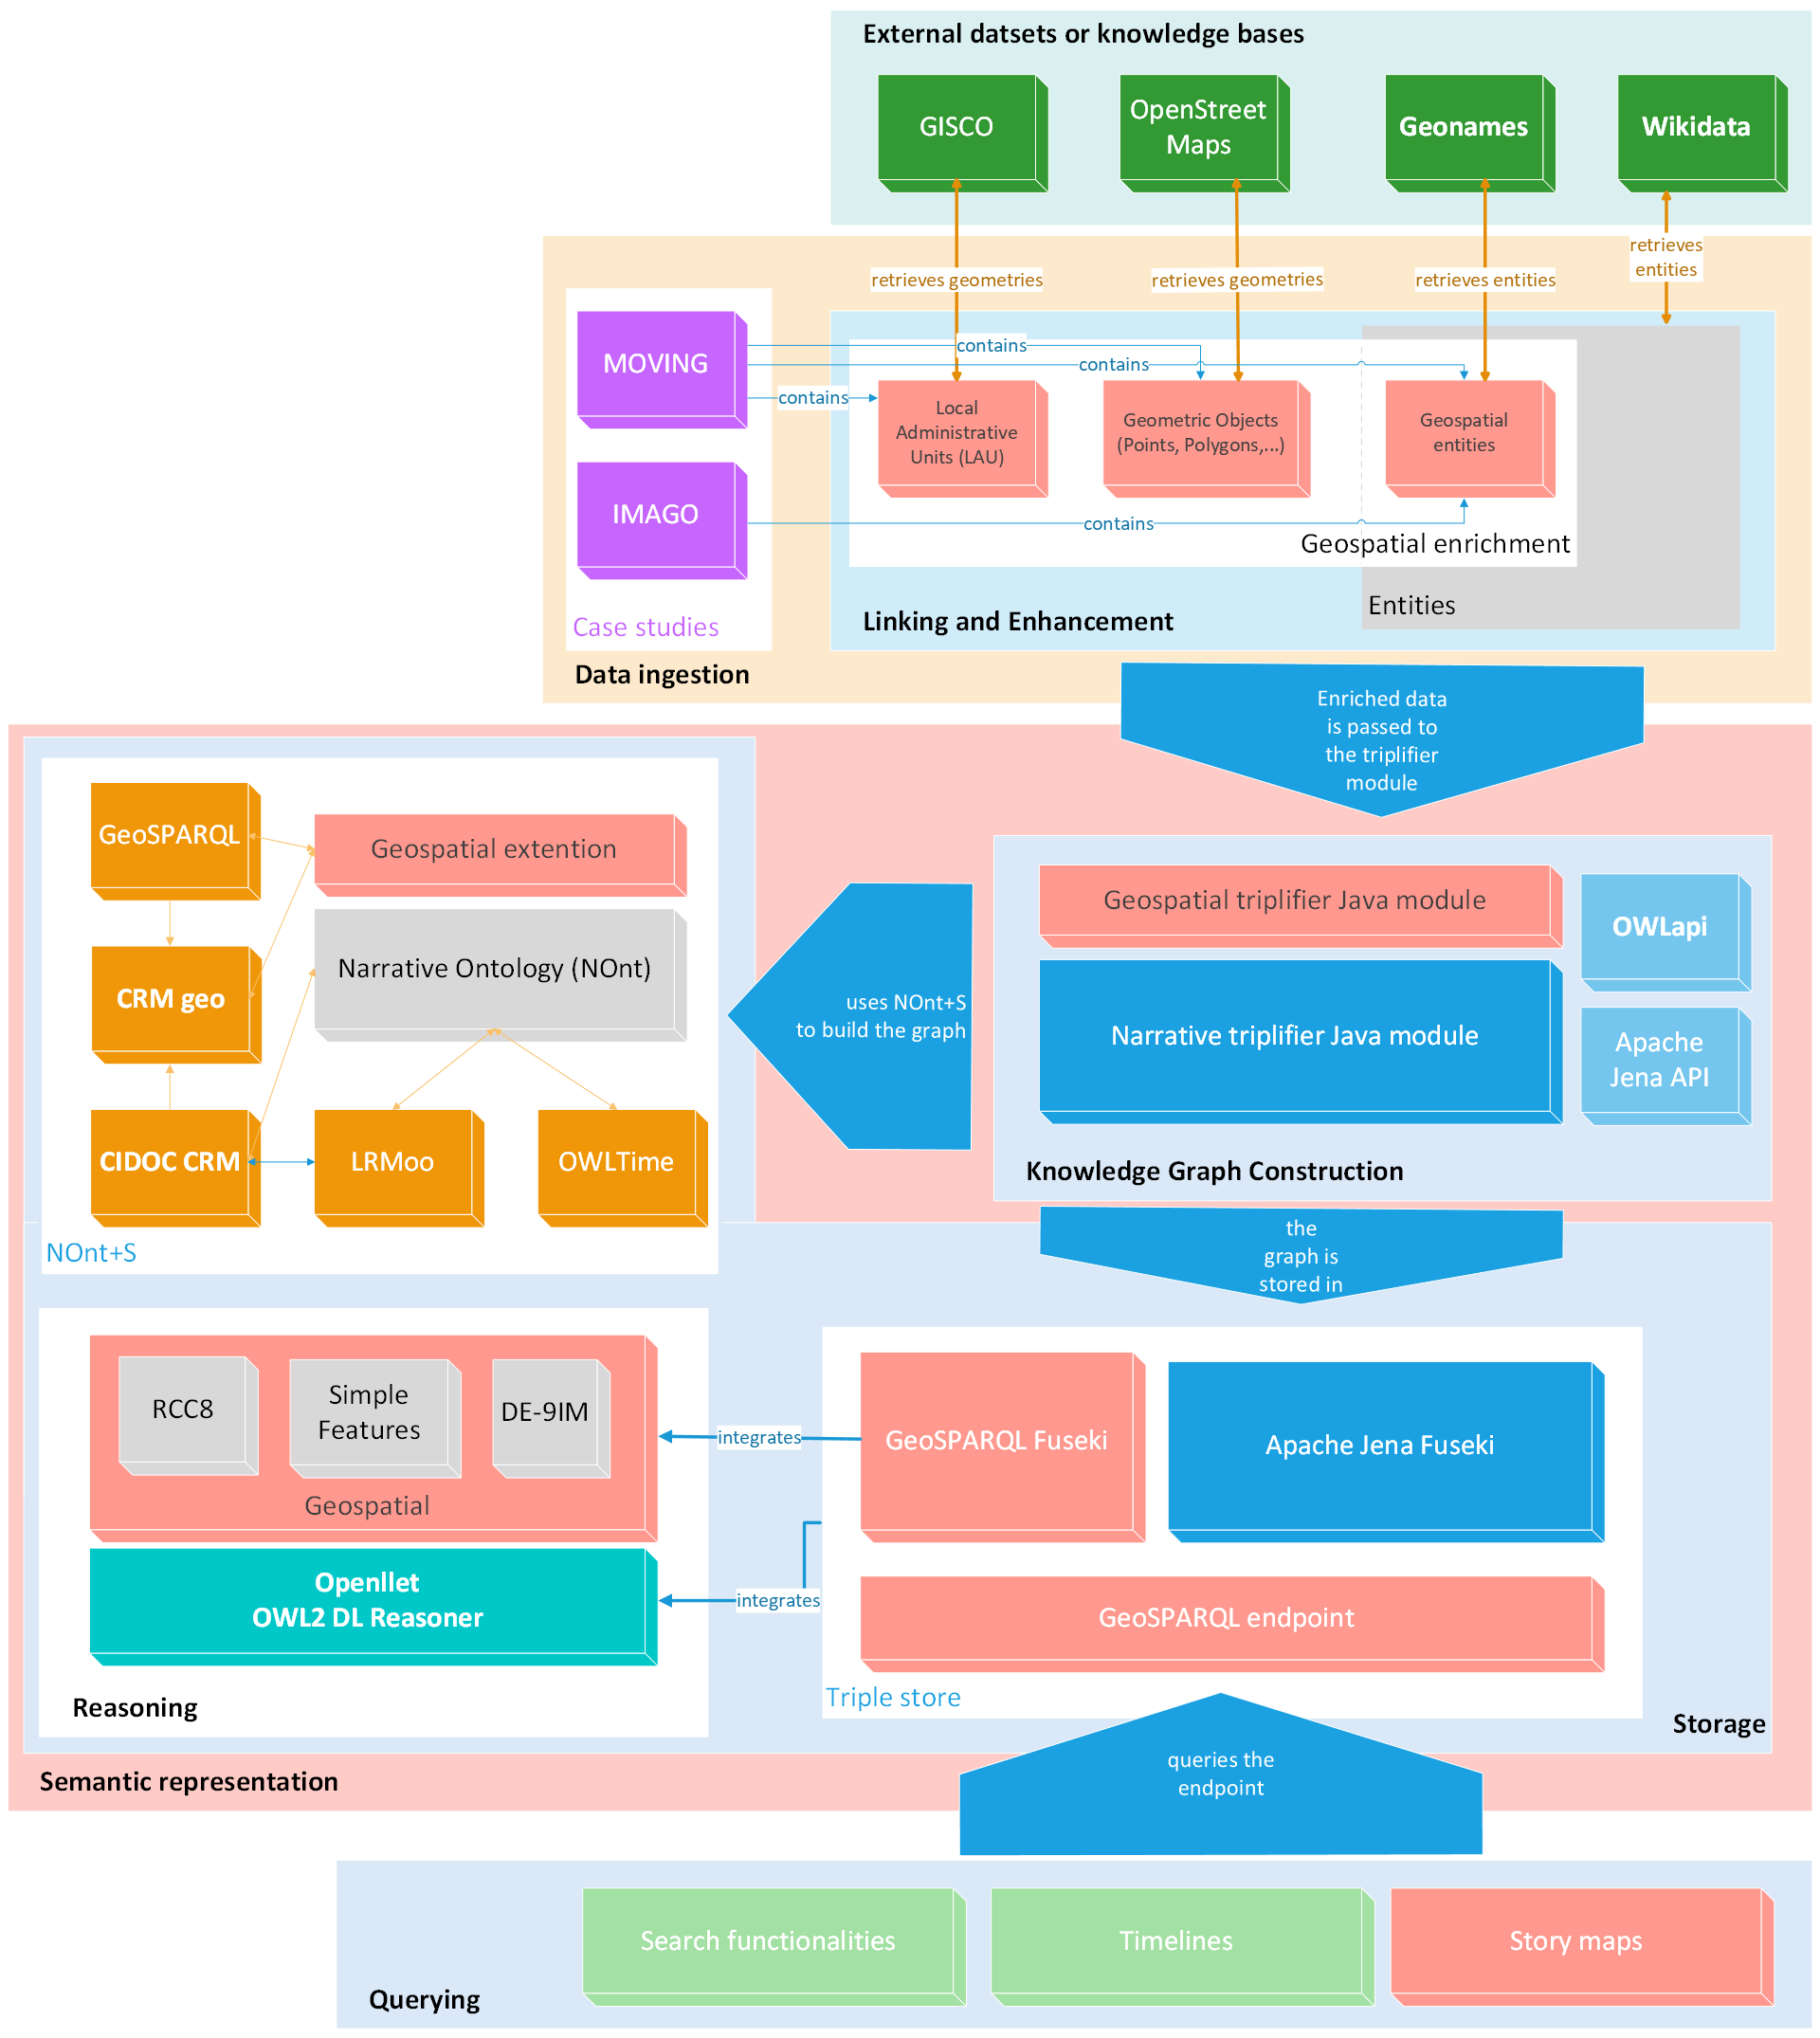 External datsets or knowledge bases
GISCO
OpenStreet
Maps
Geonames
Wikidata
retrieves geometries
retrieves geometries
retrieves entities
retrieves
entities
MOVING
contains
contains
contains
Local
Administrative
Units (LAU)
Geometric Objects
(Points, Polygons,...)
Geospatial
entities
IMAGO
contains
Geospatial enrichment
Entities
Case studies
Linking and Enhancement
Data ingestion
Enriched data
is passed to
the triplifier
module
GeoSPARQL
Geospatial extention
Narrative Ontology (NOnt)
CRM geo
CIDOC CRM
LRMoo
OWLTime
NOnt+S
uses NOnt+S
to build the graph
Geospatial triplifier Java module
OWLapi
Narrative triplifier Java module
Apache
Jena API
Knowledge Graph Construction
the
graph is
stored in
RCC8
Simple
Features
DE-9IM
Geospatial
integrates
GeoSPARQL Fuseki
Apache Jena Fuseki
Openllet
OWL2 DL Reasoner
integrates
GeoSPARQL endpoint
Reasoning
Triple store
Storage
Semantic representation
queries the
endpoint
Search functionalities
Timelines
Story maps
Querying